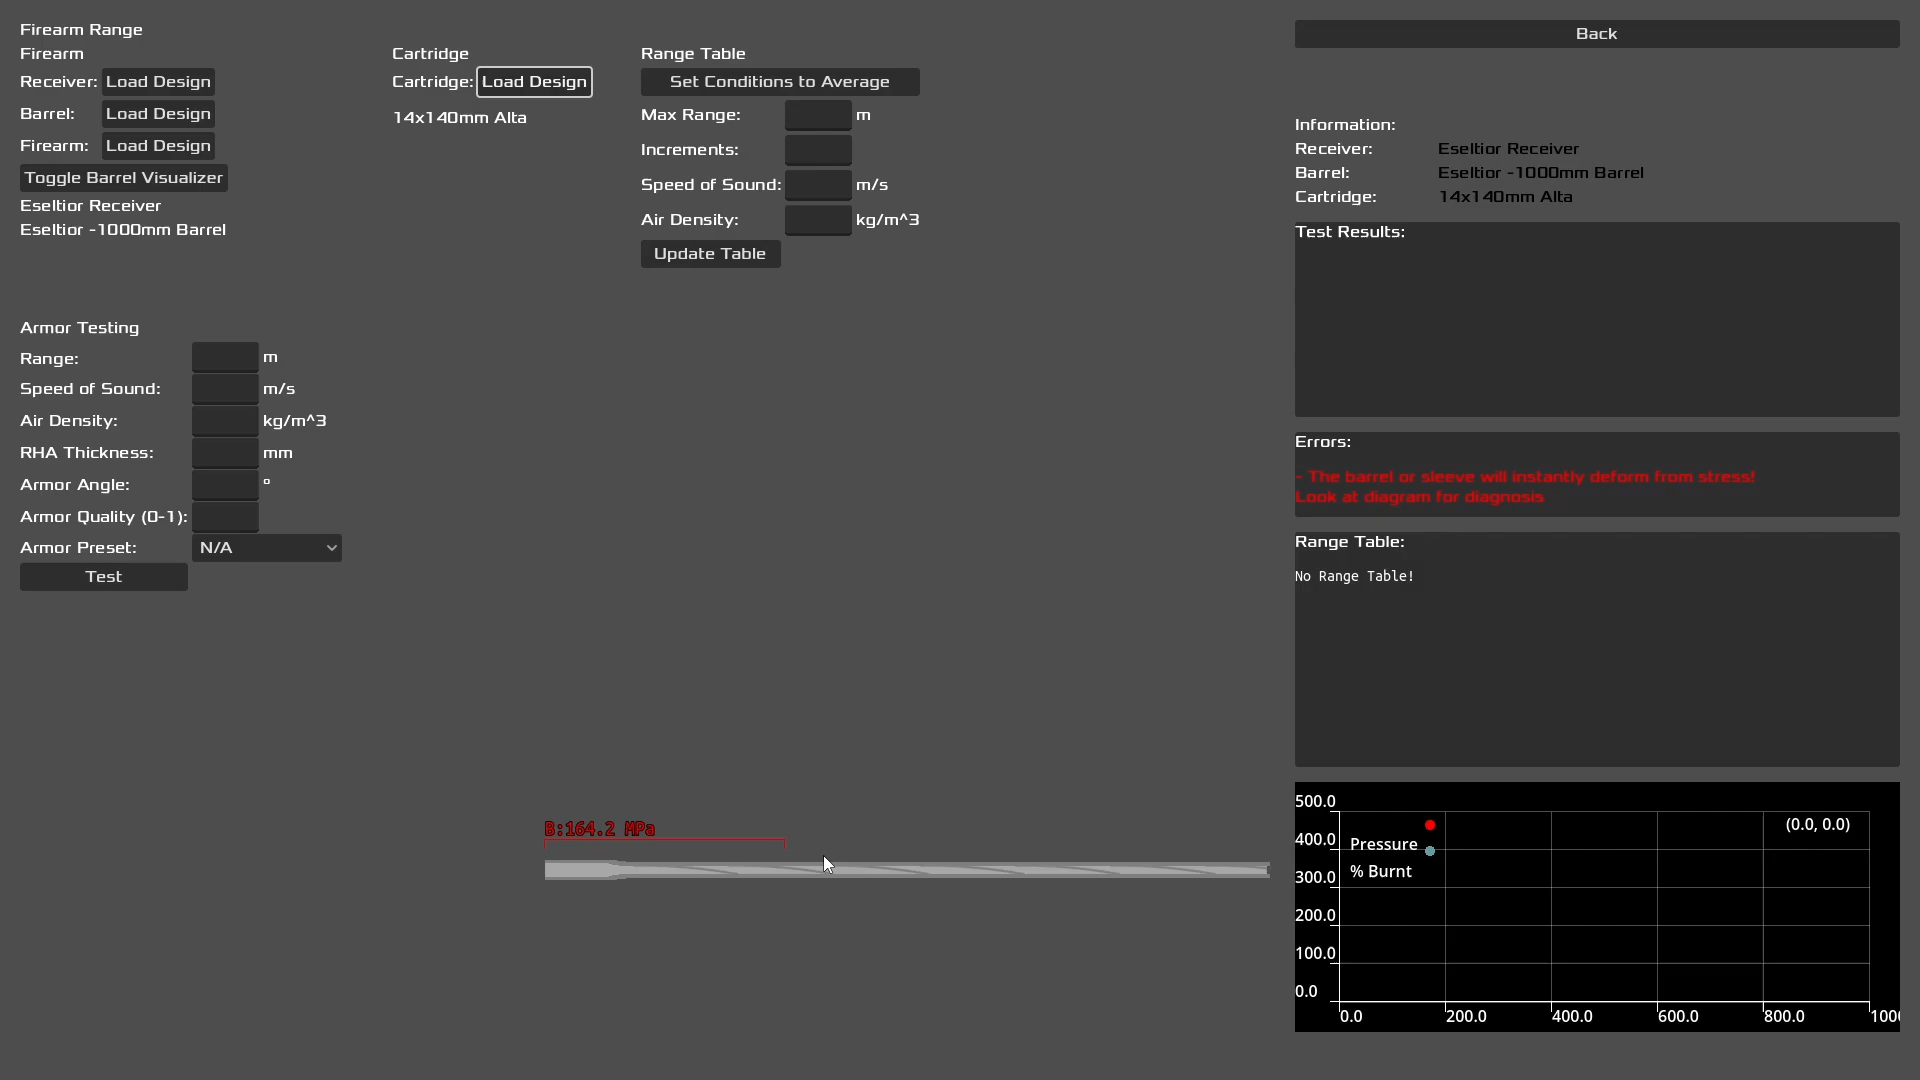 Firearm Range
Firearm
Receiver: Load Design
Barrel: Load Design
Firearm: Load Design
Toggle Barrel Visualizer
Eseltior Receiver
Eseltior -1000mm Barrel
Cartridge
Cartridge: Load Design
14x140mm Alta
Range Table
Set Conditions to Average
Max Range: m
Increments:
Speed of Sound: m/s
Air Density: kg/m^3
Update Table
Armor Testing
Range: m
Speed of Sound: m/s
Air Density: kg/m^3
RHA Thickness: mm
Armor Angle: °
Armor Quality (0-1):
Armor Preset: N/A
Test
B:164.2 MPa
Back
Information:
Receiver: Eseltior Receiver
Barrel: Eseltior -1000mm Barrel
Cartridge: 14x140mm Alta
Test Results:
Errors:
- The barrel or sleeve will instantly deform from stress!
Look at diagram for diagnosis
Range Table:
No Range Table!
500.0
400.0
300.0
200.0
100.0
0.0
Pressure
% Burnt
(0.0, 0.0)
0.0 200.0 400.0 600.0 800.0 100